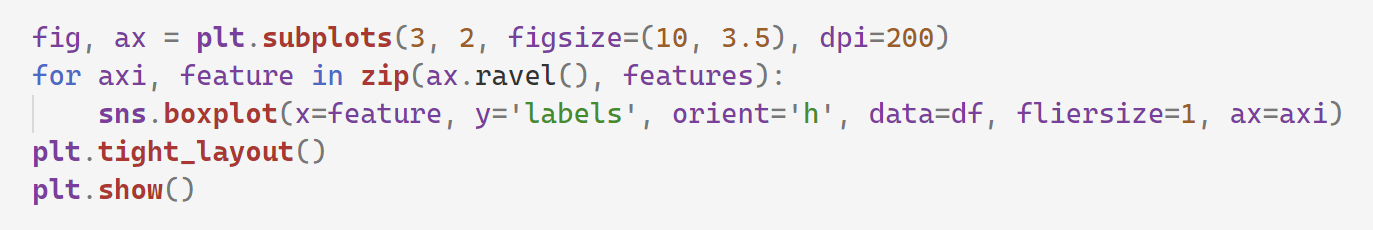 fig, ax = plt.subplots(3, 2, figsize=(10, 3.5), dpi=200)
for axi, feature in zip(ax.ravel(), features):
    sns.boxplot(x=feature, y='labels', orient='h', data=df, fliersize=1, ax=axi)
plt.tight_layout()
plt.show()